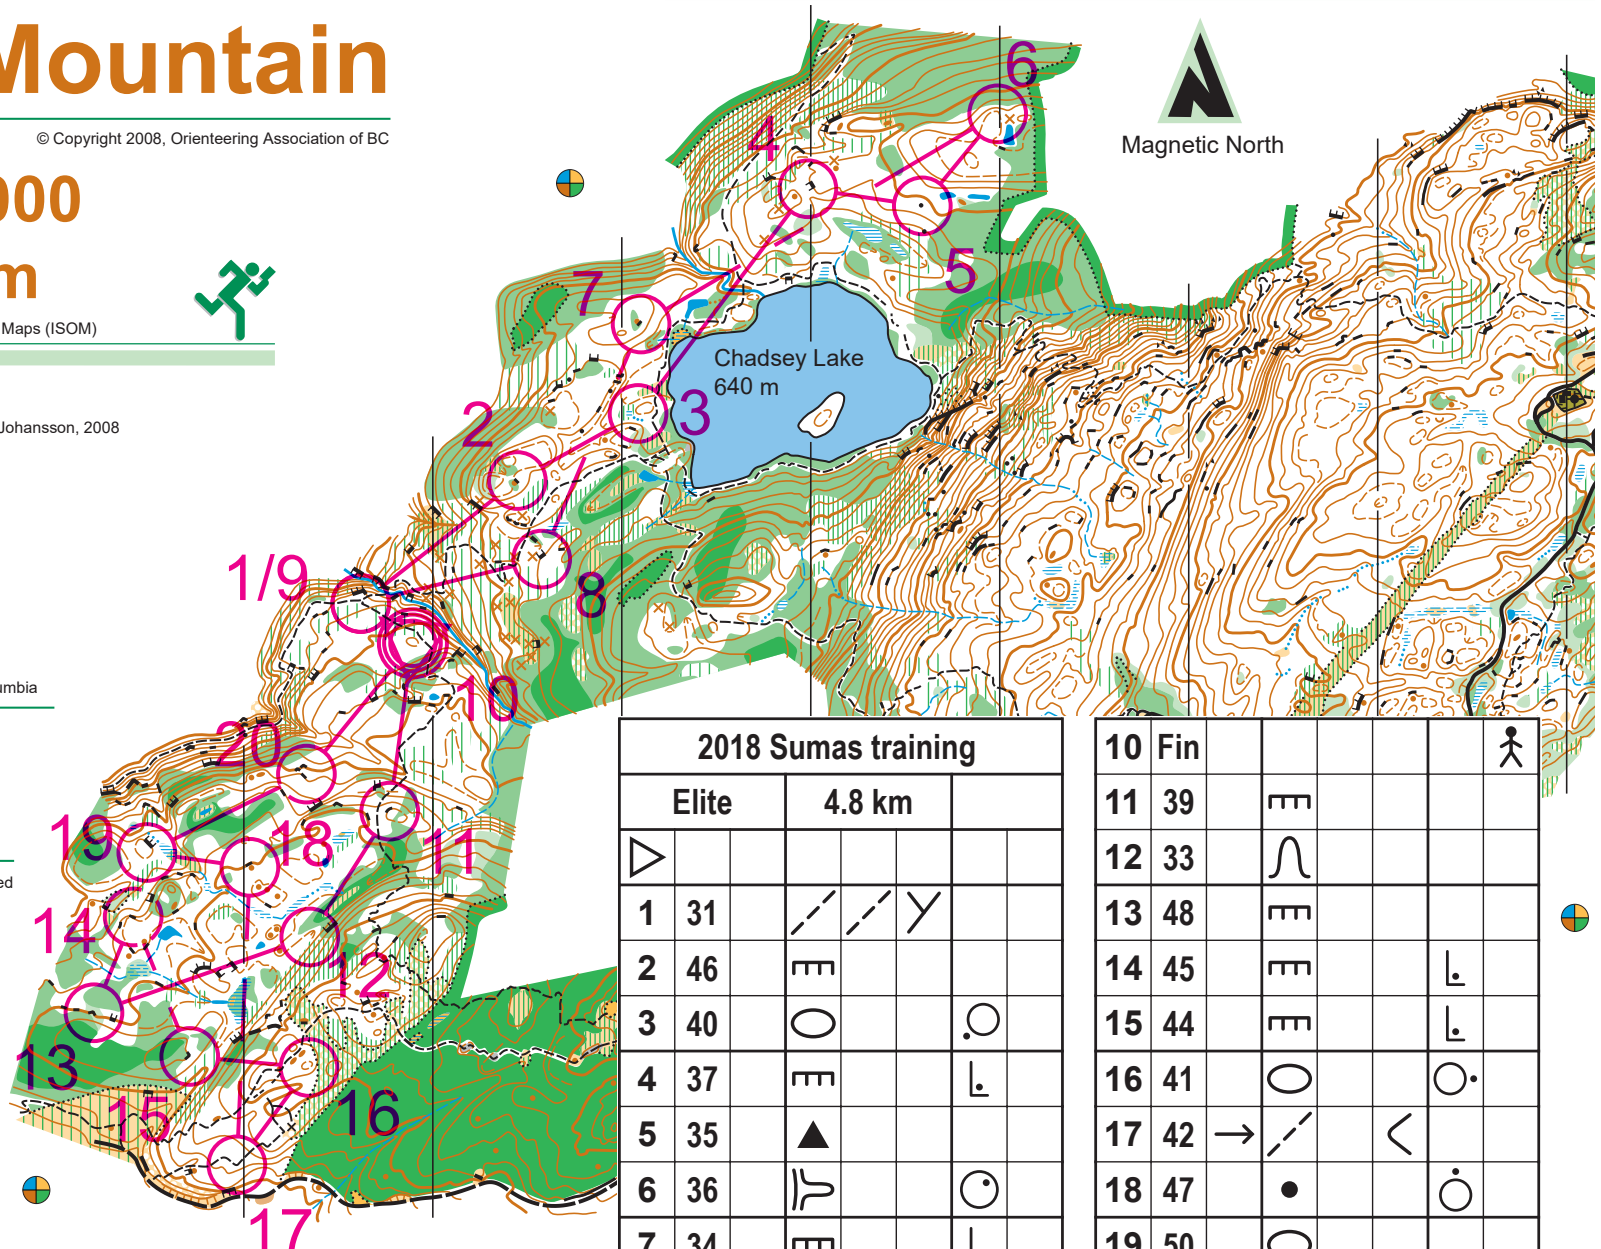 Mountain
© Copyright 2008, Orienteering Association of BC
000
m
Maps (ISOM)
Johansson, 2008
umbia
ed
Magnetic North
Chadsey Lake
640 m
6
4
5
7
3
2
1/9
8
10
20
19
18
11
14
12
13
15
16
17
2018 Sumas training
Elite 4.8 km
1 31
2 46
3 40
4 37
5 35
6 36
7 34
10 Fin
11 39
12 33
13 48
14 45
15 44
16 41
17 42
18 47
19 50